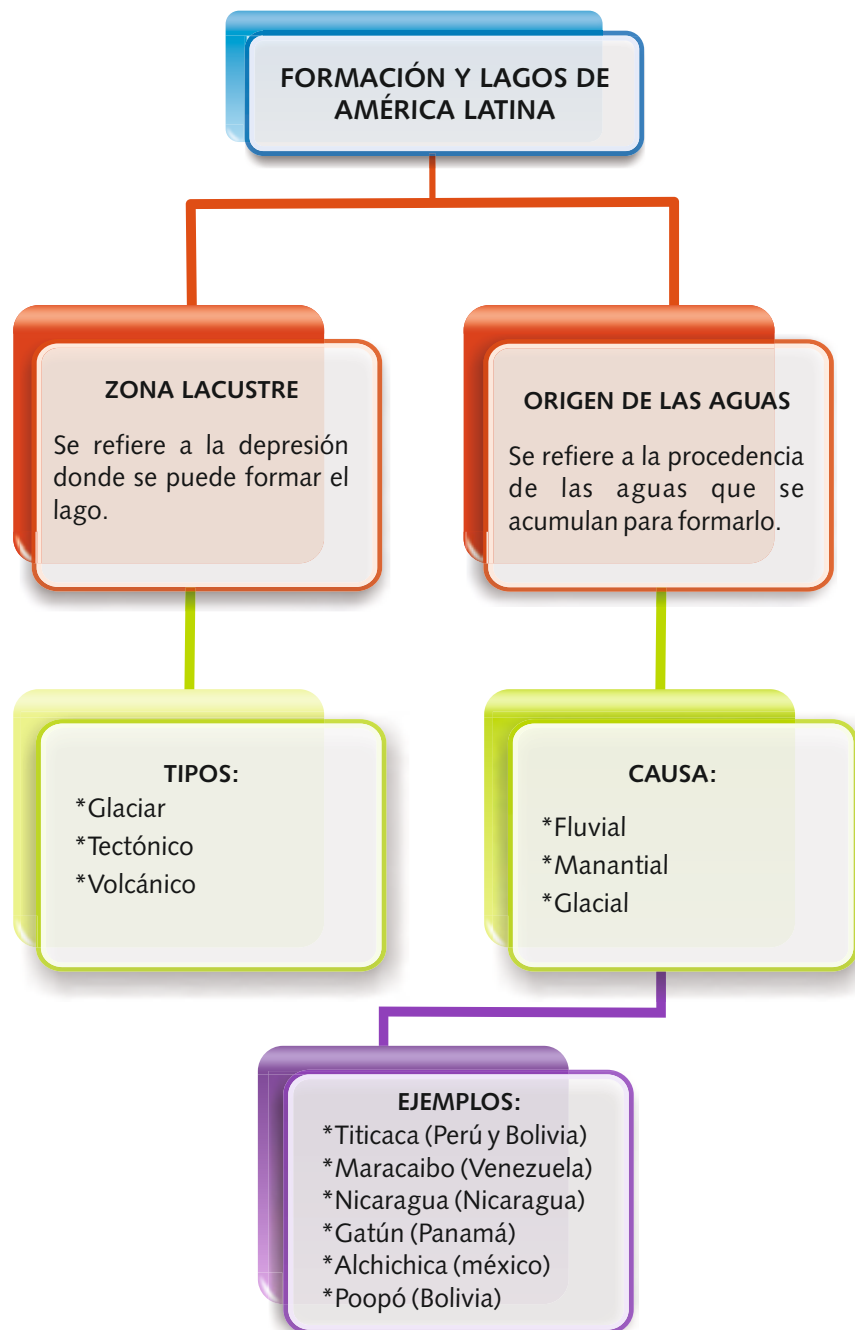 FORMACIÓN Y LAGOS DE
AMÉRICA LATINA
ZONA LACUSTRE
Se refiere a la depresión
donde se puede formar el
lago.
ORIGEN DE LAS AGUAS
Se refiere a la procedencia
de las aguas que se
acumulan para formarlo.
TIPOS:
*Glaciar
*Tectónico
*Volcánico
CAUSA:
*Fluvial
*Manantial
*Glacial
EJEMPLOS:
*Titicaca (Perú y Bolivia)
*Maracaibo (Venezuela)
*Nicaragua (Nicaragua)
*Gatún (Panamá)
*Alchichica (méxico)
*Poopó (Bolivia)